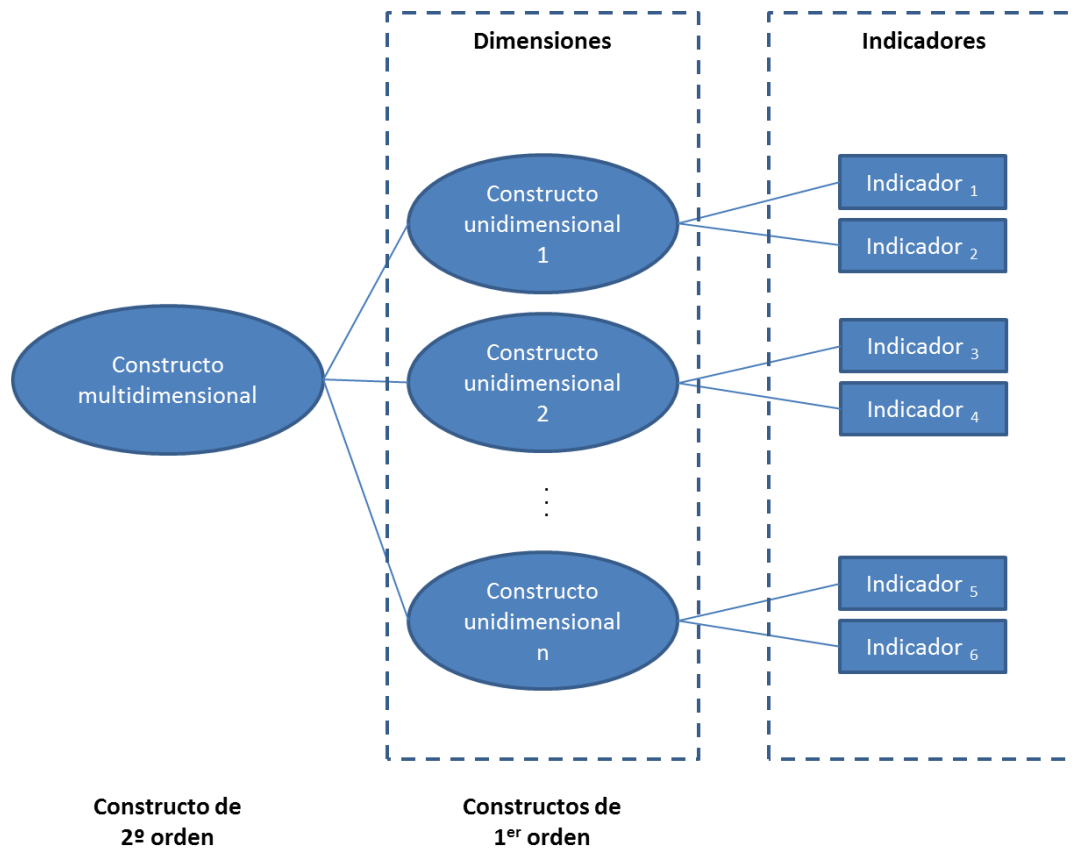 Dimensiones
Indicadores
Constructo
unidimensional
1
Indicador 1
Indicador 2
Constructo
multidimensional
Constructo
unidimensional
2
Indicador 3
Indicador 4
⋮
Constructo
unidimensional
n
Indicador 5
Indicador 6
Constructo de
2º orden
Constructos de
1er orden